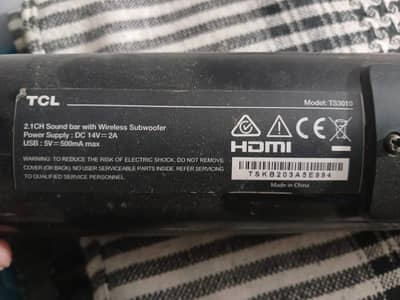 TCL
Model: TS3010
2.1CH Sound bar with Wireless Subwoofer
Power Supply : DC 14V⎓2A
USB : 5V⎓500mA max
HDMI
WARNING: TO REDUCE THE RISK OF ELECTRIC SHOCK, DO NOT REMOVE
COVER (OR BACK) NO USER SERVICEABLE PARTS INSIDE. REFER SERVICING
TO QUALIFIED SERVICE PERSONNEL.
TSKB203A5E994
Made in China